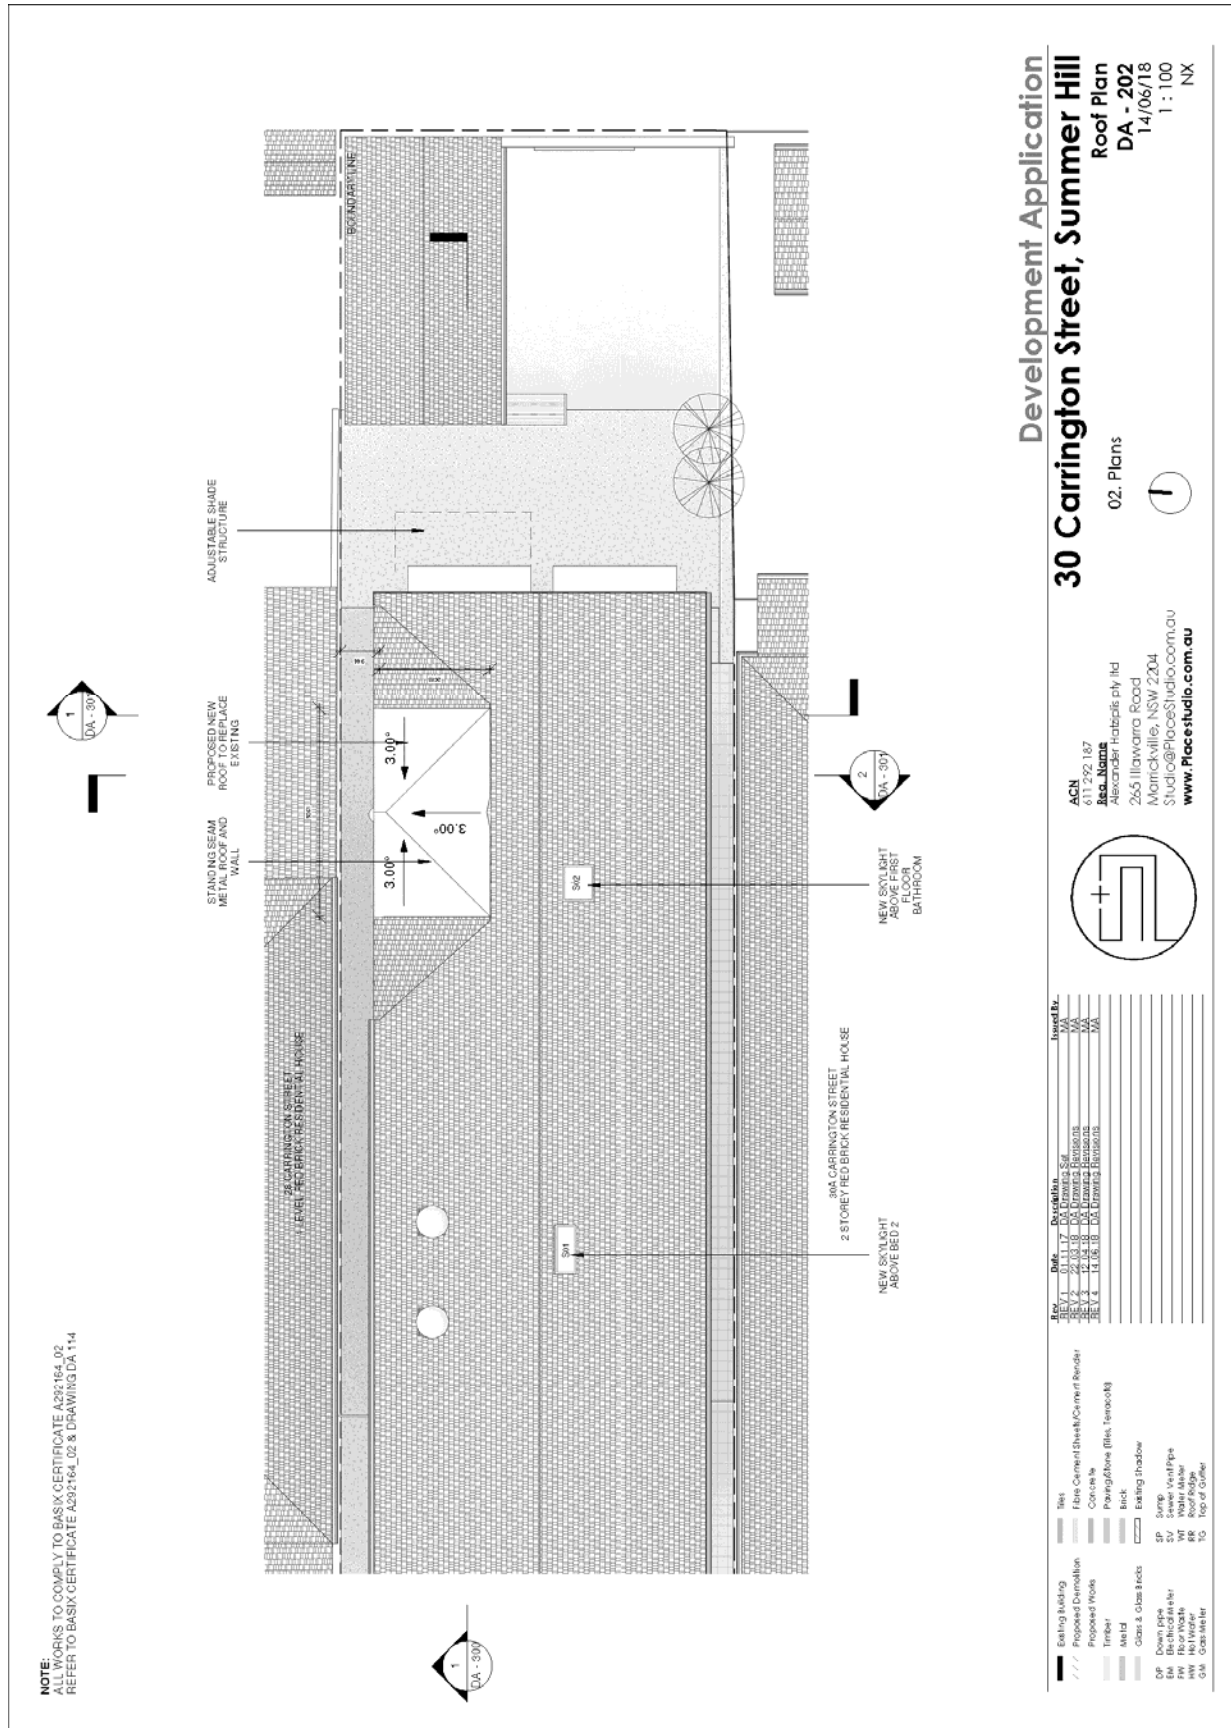 NOTE:
ALL WORKS TO COMPLY TO BASIX CERTIFICATE A292164_02
REFER TO BASIX CERTIFICATE A292164_02 & DRAWING DA 114
STANDING SEAM
METAL ROOF AND
WALL
PROPOSED NEW
ROOF TO REPLACE
EXISTING
ADJUSTABLE SHADE
STRUCTURE
1
DA - 301
28 CARRINGTON STREET
1 LEVEL RED BRICK RESIDENTIAL HOUSE
BOUNDARY LINE
3.00°
3.00°
3.00°
1
DA - 300
S01
S02
NEW SKYLIGHT
ABOVE BED 2
30A CARRINGTON STREET
2 STOREY RED BRICK RESIDENTIAL HOUSE
NEW SKYLIGHT
ABOVE FIRST
FLOOR
BATHROOM
2
DA - 301
Existing Building
Proposed Demolition
Proposed Works
Timber
Metal
Glass & Glass Bricks
Tiles
Fibre Cement Sheets/Cement Render
Concrete
Paving/Stone (Tiles, Terracotta)
Brick
Existing Shadow
DP Down pipe
EM Electrical Meter
FW Floor Waste
HW Hot Water
GM Gas Meter
SP Sump
SV Sewer Vent Pipe
WT Water Meter
RR Roof Ridge
TG Top of Gutter
Rev Date Description Issued By
REV 1 01.11.17 DA Drawing Set MA
REV 2 22.03.18 DA Drawing Revisions MA
REV 3 12.04.18 DA Drawing Revisions MA
REV 4 14.06.18 DA Drawing Revisions MA
ACN
611 292 187
Reg. Name
Alexander Hatziplis pty ltd
265 Illawarra Road
Marrickville, NSW 2204
Studio@PlaceStudio.com.au
www.Placestudio.com.au
Development Application
30 Carrington Street, Summer Hill
02. Plans
Roof Plan
DA - 202
14/06/18
1 : 100
NX